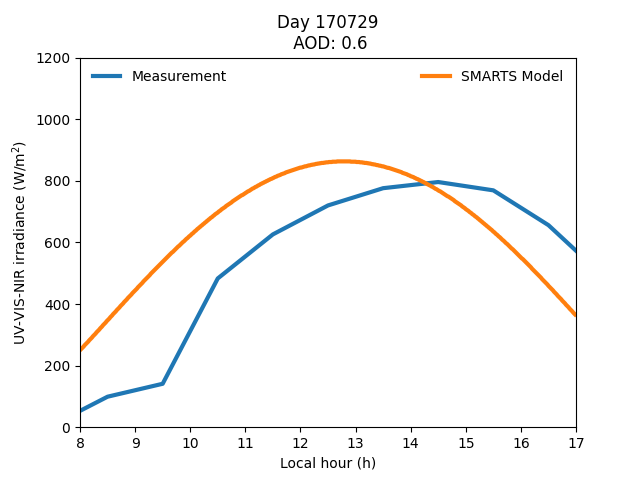 Day 170729
AOD: 0.6
Measurement
SMARTS Model
UV-VIS-NIR irradiance (W/m²)
1200
1000
800
600
400
200
0
8 9 10 11 12 13 14 15 16 17
Local hour (h)